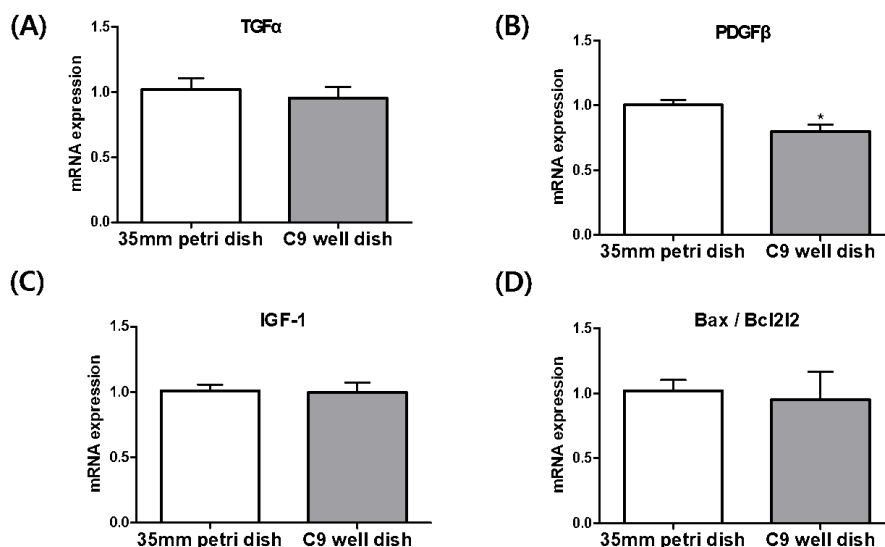 (A)
TGFα
mRNA expression
1.5
1.0
0.5
0.0
35mm petri dish C9 well dish
(B)
PDGFβ
mRNA expression
1.5
1.0
0.5
0.0
*
35mm petri dish C9 well dish
(C)
IGF-1
mRNA expression
1.5
1.0
0.5
0.0
35mm petri dish C9 well dish
(D)
Bax / Bcl2l2
mRNA expression
1.5
1.0
0.5
0.0
35mm petri dish C9 well dish